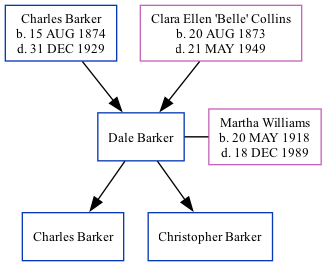 Charles Barker
b. 15 AUG 1874
d. 31 DEC 1929
Clara Ellen 'Belle' Collins
b. 20 AUG 1873
d. 21 MAY 1949
Dale Barker
Martha Williams
b. 20 MAY 1918
d. 18 DEC 1989
Charles Barker
Christopher Barker